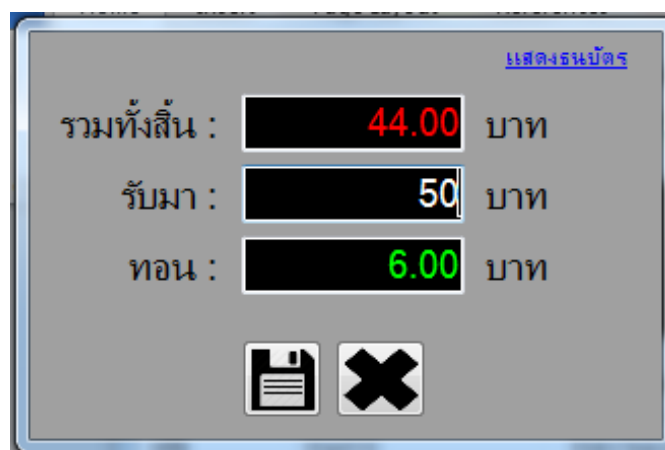 แสดงธนบัตร
รวมทั้งสิ้น : 44.00 บาท
รับมา : 50 บาท
ทอน : 6.00 บาท